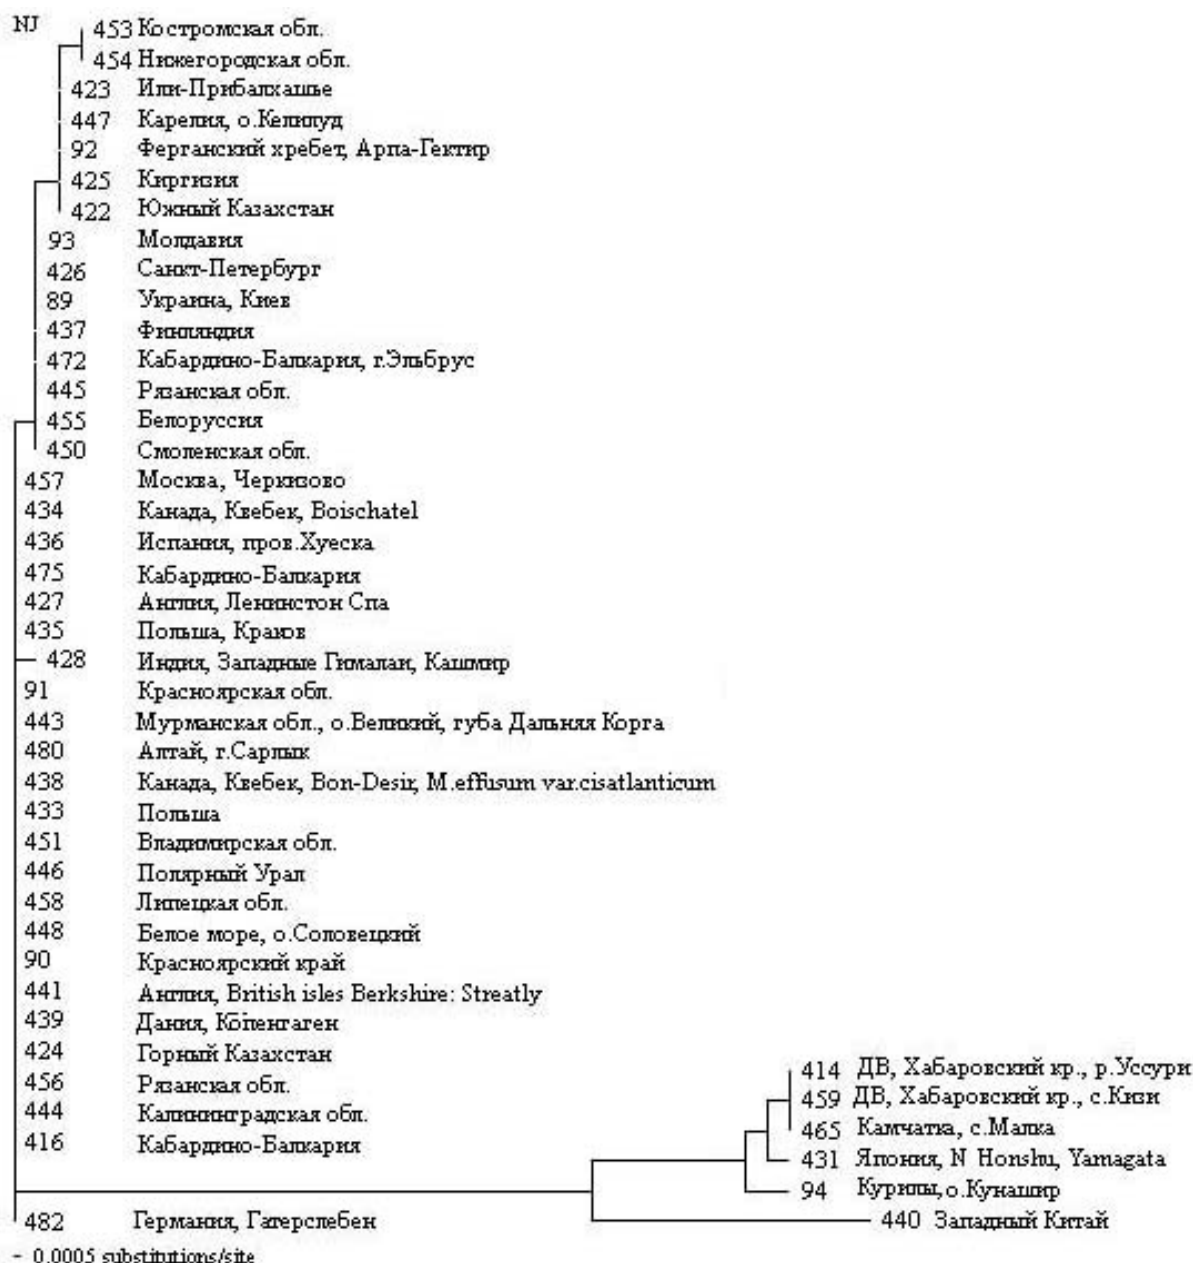 NJ
453 Костромская обл.
454 Нижегородская обл.
423 Или-Прибалхашье
447 Карелия, о.Келилуд
92 Ферганский хребет, Арпа-Гектир
425 Киргизия
422 Южный Казахстан
93 Молдавия
426 Санкт-Петербург
89 Украина, Киев
437 Финляндия
472 Кабардино-Балкария, г.Эльбрус
445 Рязанская обл.
455 Белоруссия
450 Смоленская обл.
457 Москва, Черкизово
434 Канада, Квебек, Boischatel
436 Испания, пров.Хуеска
475 Кабардино-Балкария
427 Англия, Ленинстон Спа
435 Польша, Краков
428 Индия, Западные Гималаи, Кашмир
91 Красноярская обл.
443 Мурманская обл., о.Великий, губа Дальняя Корга
480 Алтай, г.Сарлык
438 Канада, Квебек, Bon-Desir, M.effusum var.cisatlanticum
433 Польша
451 Владимирская обл.
446 Полярный Урал
458 Липецкая обл.
448 Белое море, о.Соловецкий
90 Красноярский край
441 Англия, British isles Berkshire: Streatly
439 Дания, Копенгаген
424 Горный Казахстан
456 Рязанская обл.
444 Калининградская обл.
416 Кабардино-Балкария
414 ДВ, Хабаровский кр., р.Уссури
459 ДВ, Хабаровский кр., с.Кизи
465 Камчатка, с.Малка
431 Япония, N Honshu, Yamagata
94 Курилы,о.Кунашир
440 Западный Китай
482 Германия, Гатерслебен
- 0.0005 substitutions/site